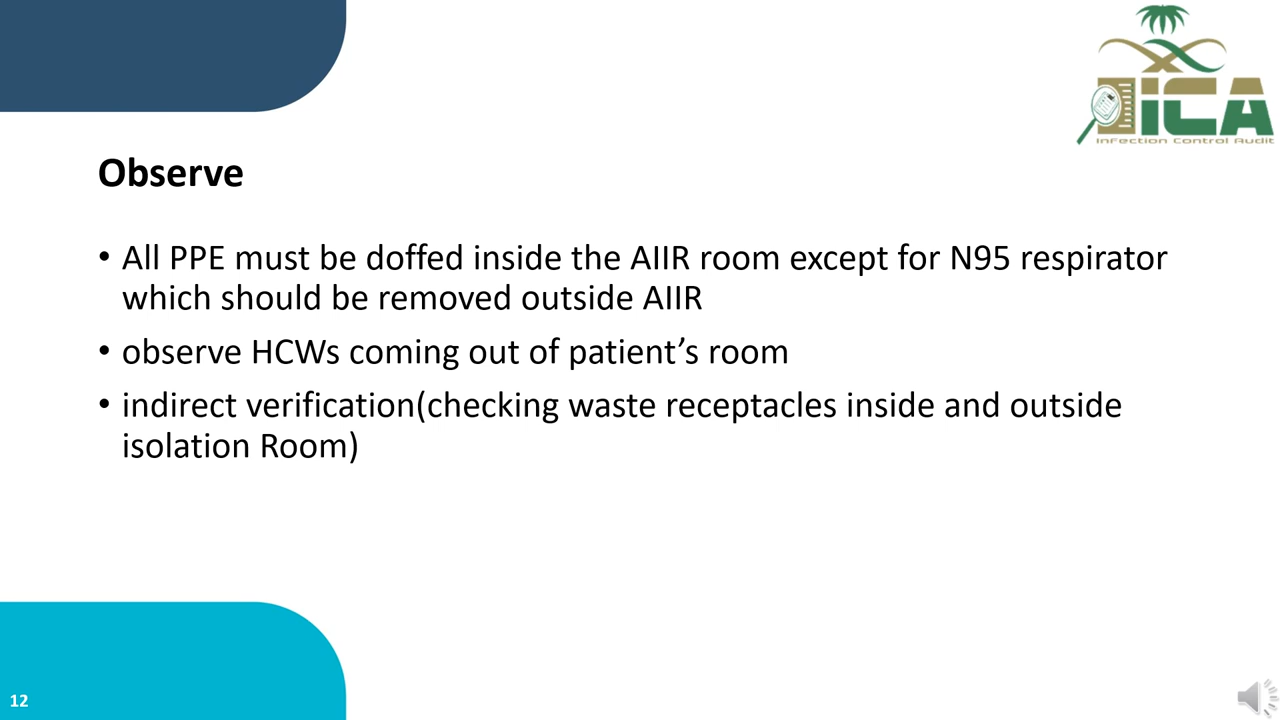 iCA
Infection Control Audit
Observe
• All PPE must be doffed inside the AIIR room except for N95 respirator
which should be removed outside AIIR
• observe HCWs coming out of patient’s room
• indirect verification(checking waste receptacles inside and outside
isolation Room)
12